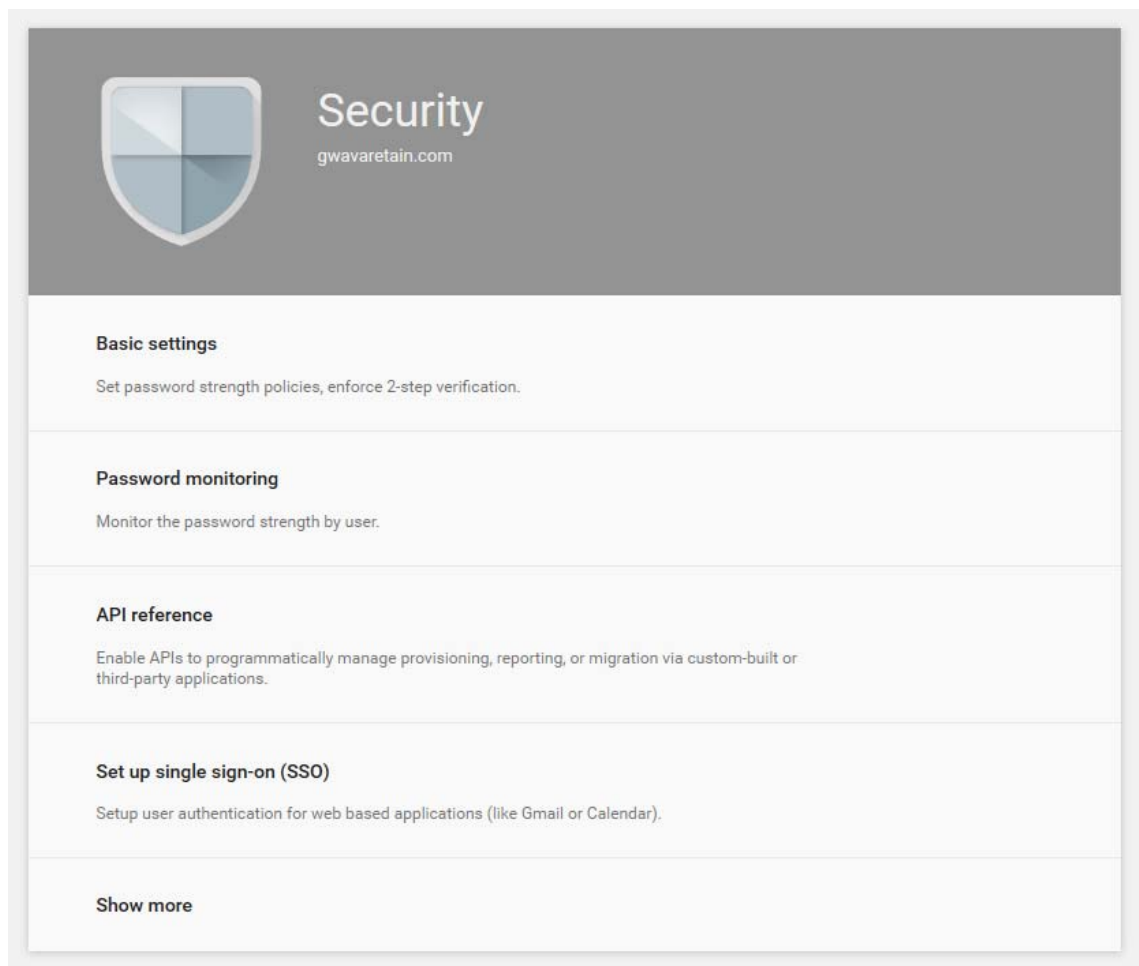 Security
gwavaretain.com
Basic settings
Set password strength policies, enforce 2-step verification.
Password monitoring
Monitor the password strength by user.
API reference
Enable APIs to programmatically manage provisioning, reporting, or migration via custom-built or
third-party applications.
Set up single sign-on (SSO)
Setup user authentication for web based applications (like Gmail or Calendar).
Show more